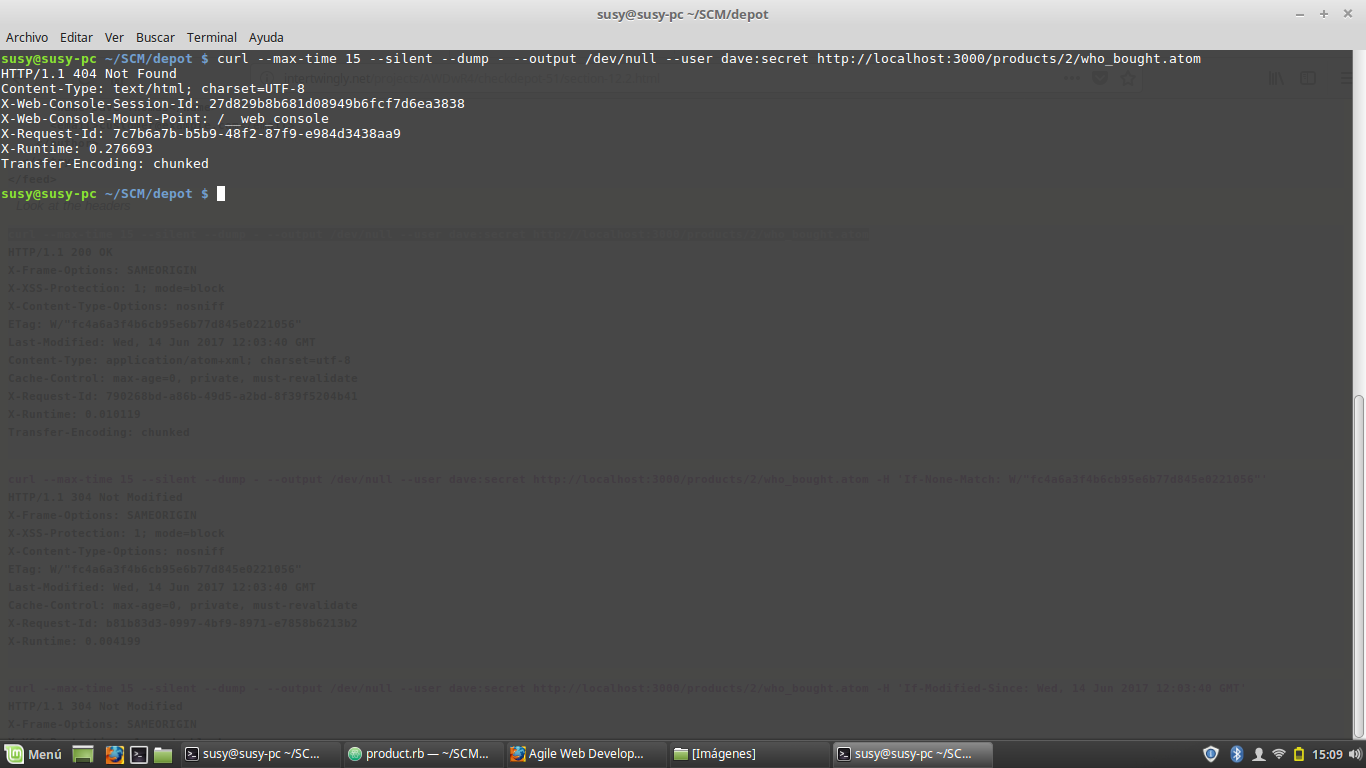 susy@susy-pc ~/SCM/depot
Archivo Editar Ver Buscar Terminal Ayuda
susy@susy-pc ~/SCM/depot $ curl --max-time 15 --silent --dump - --output /dev/null --user dave:secret http://localhost:3000/products/2/who_bought.atom
HTTP/1.1 404 Not Found
Content-Type: text/html; charset=UTF-8
X-Web-Console-Session-Id: 27d829b8b681d08949b6fcf7d6ea3838
X-Web-Console-Mount-Point: /__web_console
X-Request-Id: 7c7b6a7b-b5b9-48f2-87f9-e984d3438aa9
X-Runtime: 0.276693
Transfer-Encoding: chunked
</feed>
susy@susy-pc ~/SCM/depot $
HTTP/1.1 200 OK
X-Frame-Options: SAMEORIGIN
X-XSS-Protection: 1; mode=block
X-Content-Type-Options: nosniff
ETag: W/"fc4a6a3f4b6cb95e6b77d845e0221056"
Last-Modified: Wed, 14 Jun 2017 12:03:40 GMT
Content-Type: application/atom+xml; charset=utf-8
Cache-Control: max-age=0, private, must-revalidate
X-Request-Id:
X-Runtime: 0.010119
Transfer-Encoding: chunked
curl --max-time 15 --silent --dump - --output /dev/null --user dave:secret http://localhost:3000/products/2/who_bought.atom -H 'If-None-Match: W/"fc4a6a3f4b6cb95e6b77d845e0221056"'
HTTP/1.1 304 Not Modified
X-Frame-Options: SAMEORIGIN
X-XSS-Protection: 1; mode=block
X-Content-Type-Options: nosniff
ETag: W/"fc4a6a3f4b6cb95e6b77d845e0221056"
Last-Modified: Wed, 14 Jun 2017 12:03:40 GMT
Cache-Control: max-age=0, private, must-revalidate
X-Request-Id:
X-Runtime: 0.004199
curl --max-time 15 --silent --dump - --output /dev/null --user dave:secret http://localhost:3000/products/2/who_bought.atom -H 'If-Modified-Since: Wed, 14 Jun 2017 12:03:40 GMT'
HTTP/1.1 304 Not Modified
X-Frame-Options: SAMEORIGIN
Menú susy@susy-pc ~/SC... product.rb — ~/SCM... Agile Web Develop... [Imágenes] susy@susy-pc ~/SC... 15:09